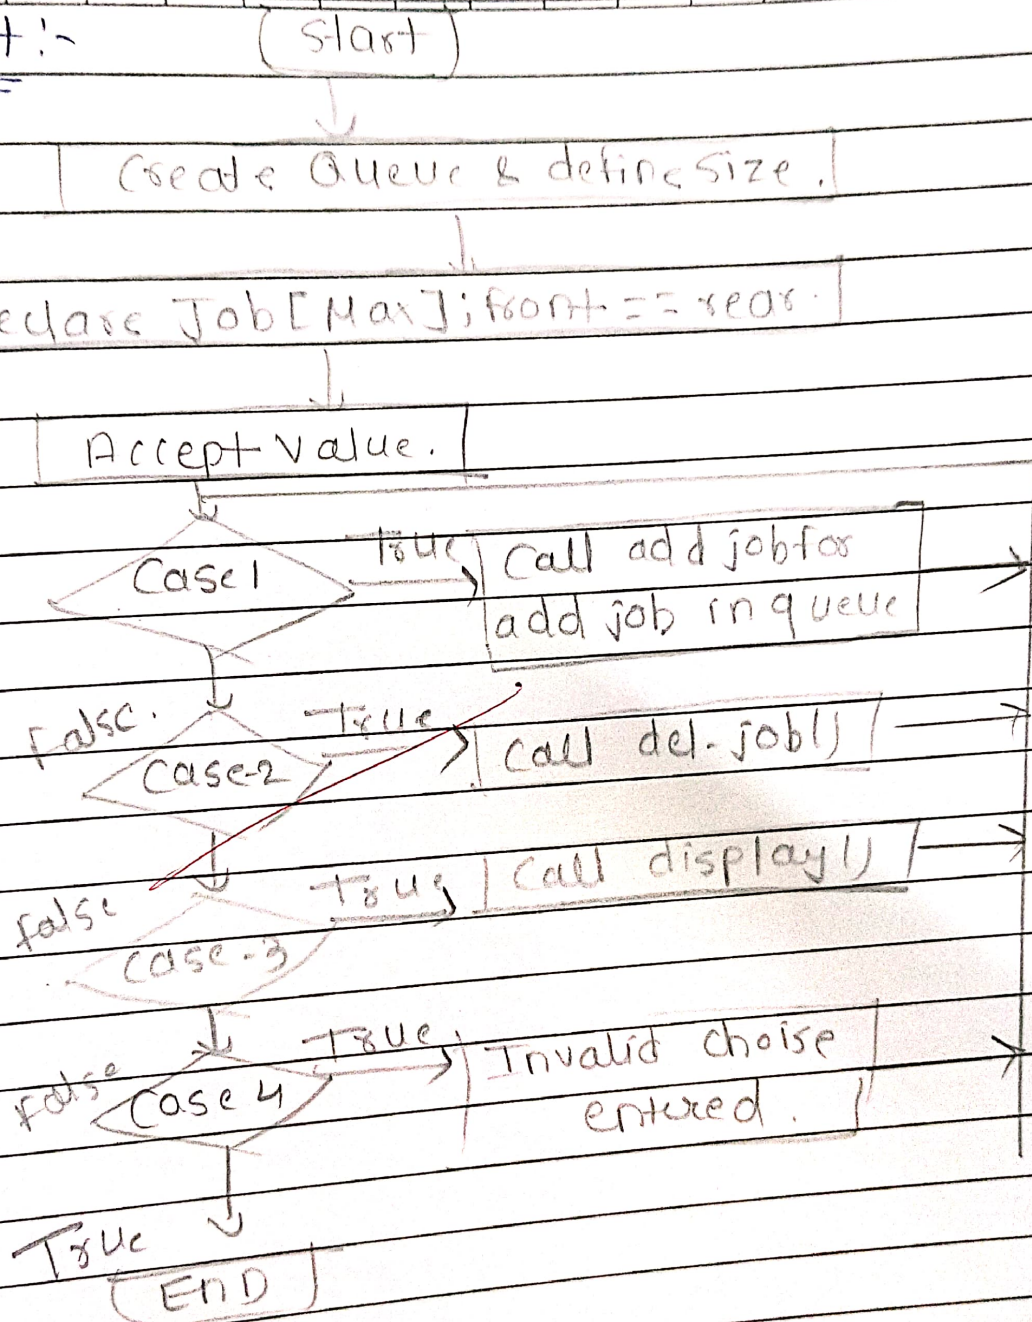 t :-
Start
Create Queue & define size.
eclare Job[Max]; front == rear.
Accept value.
Case 1
True
Call add job for
add job in queue
False.
Case-2
True
Call del-job()
False
Case-3
True
Call display()
False
Case 4
True
Invalid choise
entered.
True
End